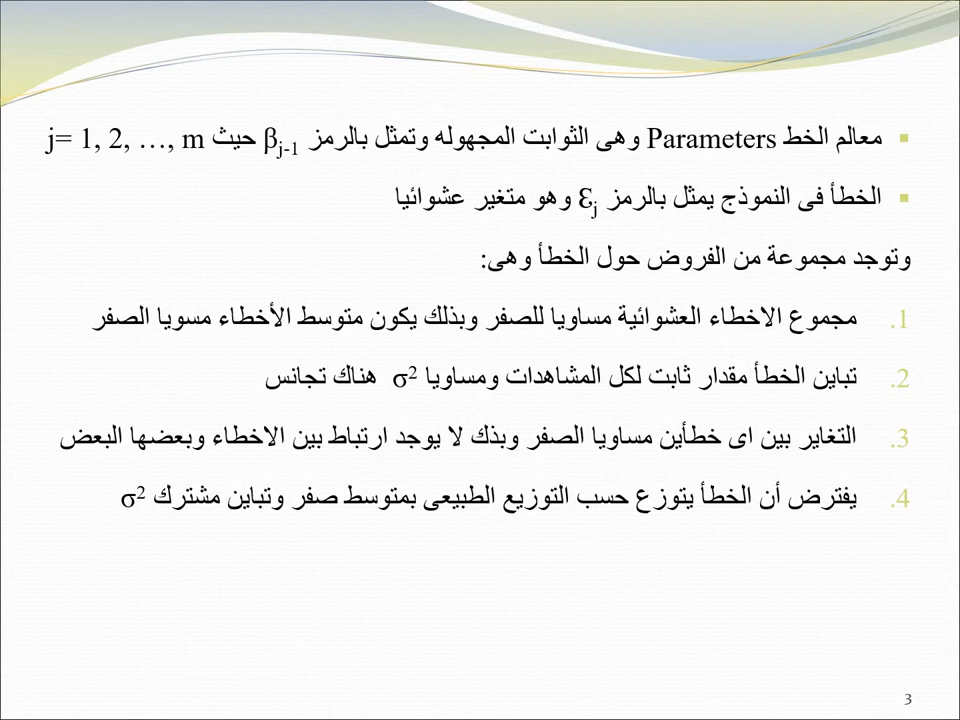 ▪ معالم الخط Parameters وهى الثوابت المجهوله وتمثل بالرمز βj-1 حيث j= 1, 2, …, m
▪ الخطأ فى النموذج يمثل بالرمز Ɛj وهو متغير عشوائيا
وتوجد مجموعة من الفروض حول الخطأ وهى:
1. مجموع الاخطاء العشوائية مساويا للصفر وبذلك يكون متوسط الأخطاء مسويا الصفر
2. تباين الخطأ مقدار ثابت لكل المشاهدات ومساويا σ2 هناك تجانس
3. التغاير بين اى خطأين مساويا الصفر وبذك لا يوجد ارتباط بين الاخطاء وبعضها البعض
4. يفترض أن الخطأ يتوزع حسب التوزيع الطبيعى بمتوسط صفر وتباين مشترك σ2
3